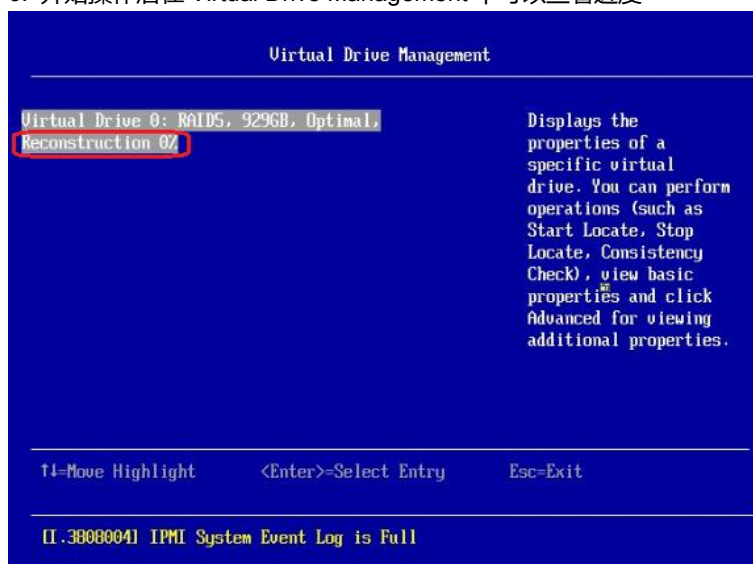 Virtual Drive Management
Virtual Drive 0: RAID5, 929GB, Optimal,
Reconstruction 0%
Displays the
properties of a
specific virtual
drive. You can perform
operations (such as
Start Locate, Stop
Locate, Consistency
Check), view basic
properties and click
Advanced for viewing
additional properties.
↑↓=Move Highlight <Enter>=Select Entry Esc=Exit
[I.3808004] IPMI System Event Log is Full